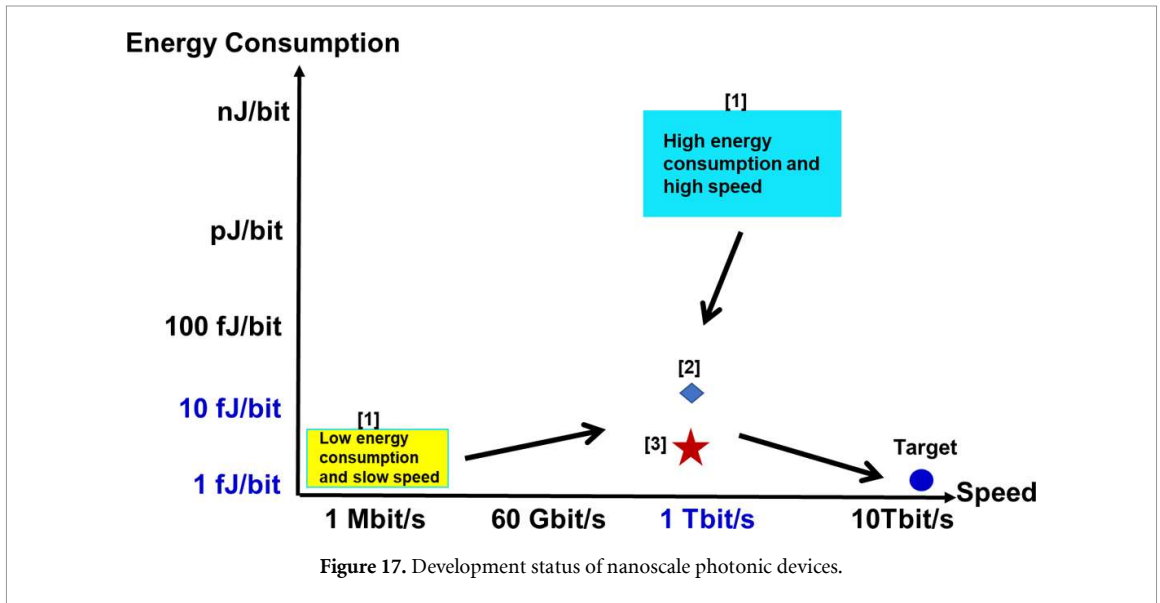 Energy Consumption
nJ/bit
pJ/bit
100 fJ/bit
10 fJ/bit
1 fJ/bit
[1]
High energy
consumption and
high speed
[2]
[3]
[1]
Low energy
consumption
and slow speed
Target
Speed
1 Mbit/s
60 Gbit/s
1 Tbit/s
10Tbit/s
Figure 17. Development status of nanoscale photonic devices.